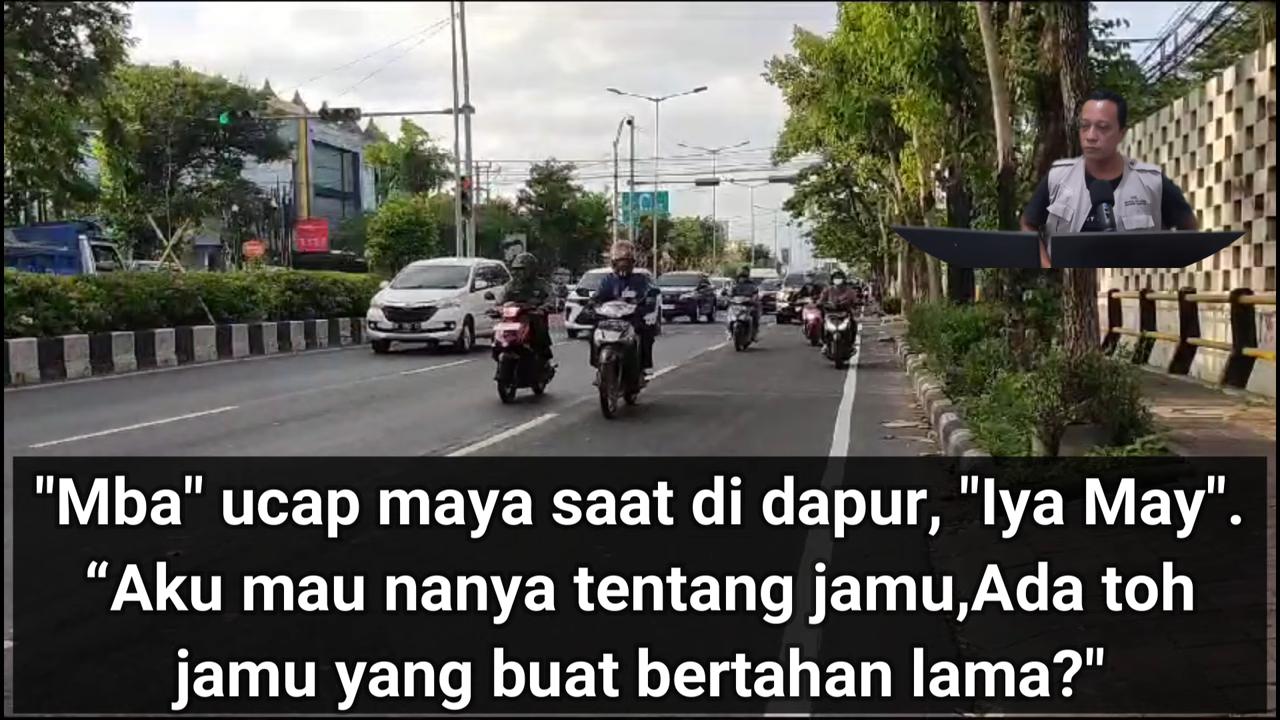 "Mba" ucap maya saat di dapur, "Iya May".
“Aku mau nanya tentang jamu,Ada toh
jamu yang buat bertahan lama?"